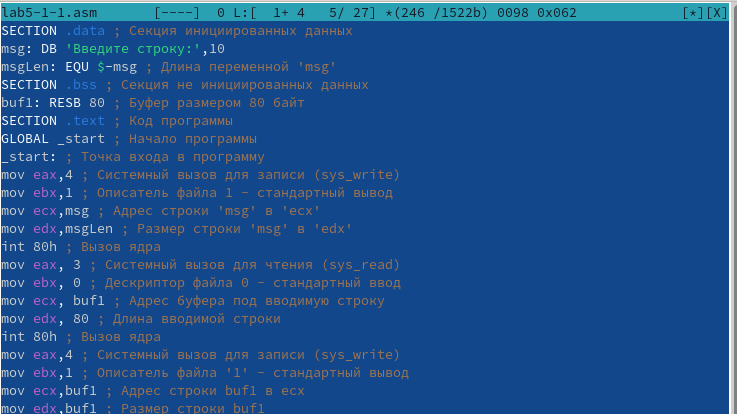 lab5-1-1.asm [----] 0 L:[ 1+ 4 5/ 27] *(246 /1522b) 0098 0x062 [*][X]
SECTION .data ; Секция инициированных данных
msg: DB 'Введите строку:',10
msgLen: EQU $-msg ; Длина переменной 'msg'
SECTION .bss ; Секция не инициированных данных
buf1: RESB 80 ; Буфер размером 80 байт
SECTION .text ; Код программы
GLOBAL _start ; Начало программы
_start: ; Точка входа в программу
mov eax,4 ; Системный вызов для записи (sys_write)
mov ebx,1 ; Описатель файла 1 - стандартный вывод
mov ecx,msg ; Адрес строки 'msg' в 'ecx'
mov edx,msgLen ; Размер строки 'msg' в 'edx'
int 80h ; Вызов ядра
mov eax, 3 ; Системный вызов для чтения (sys_read)
mov ebx, 0 ; Дескриптор файла 0 - стандартный ввод
mov ecx, buf1 ; Адрес буфера под вводимую строку
mov edx, 80 ; Длина вводимой строки
int 80h ; Вызов ядра
mov eax,4 ; Системный вызов для записи (sys_write)
mov ebx,1 ; Описатель файла '1' - стандартный вывод
mov ecx,buf1 ; Адрес строки buf1 в ecx
mov edx,buf1 ; Размер строки buf1